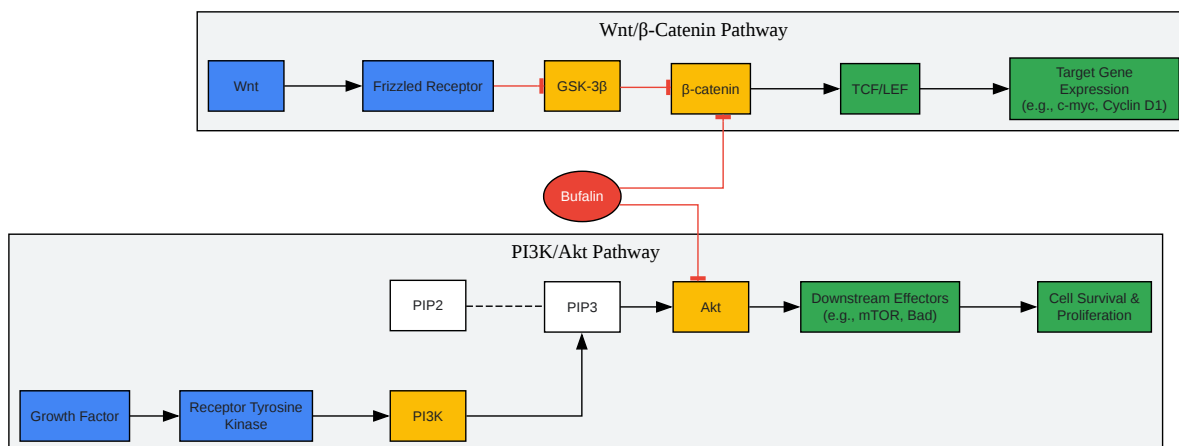 Wnt/β-Catenin Pathway
Wnt
Frizzled Receptor
GSK-3β
β-catenin
TCF/LEF
Target Gene
Expression
(e.g., c-myc, Cyclin D1)
Bufalin
PI3K/Akt Pathway
PIP2
PIP3
Akt
Downstream Effectors
(e.g., mTOR, Bad)
Cell Survival &
Proliferation
Growth Factor
Receptor Tyrosine
Kinase
PI3K